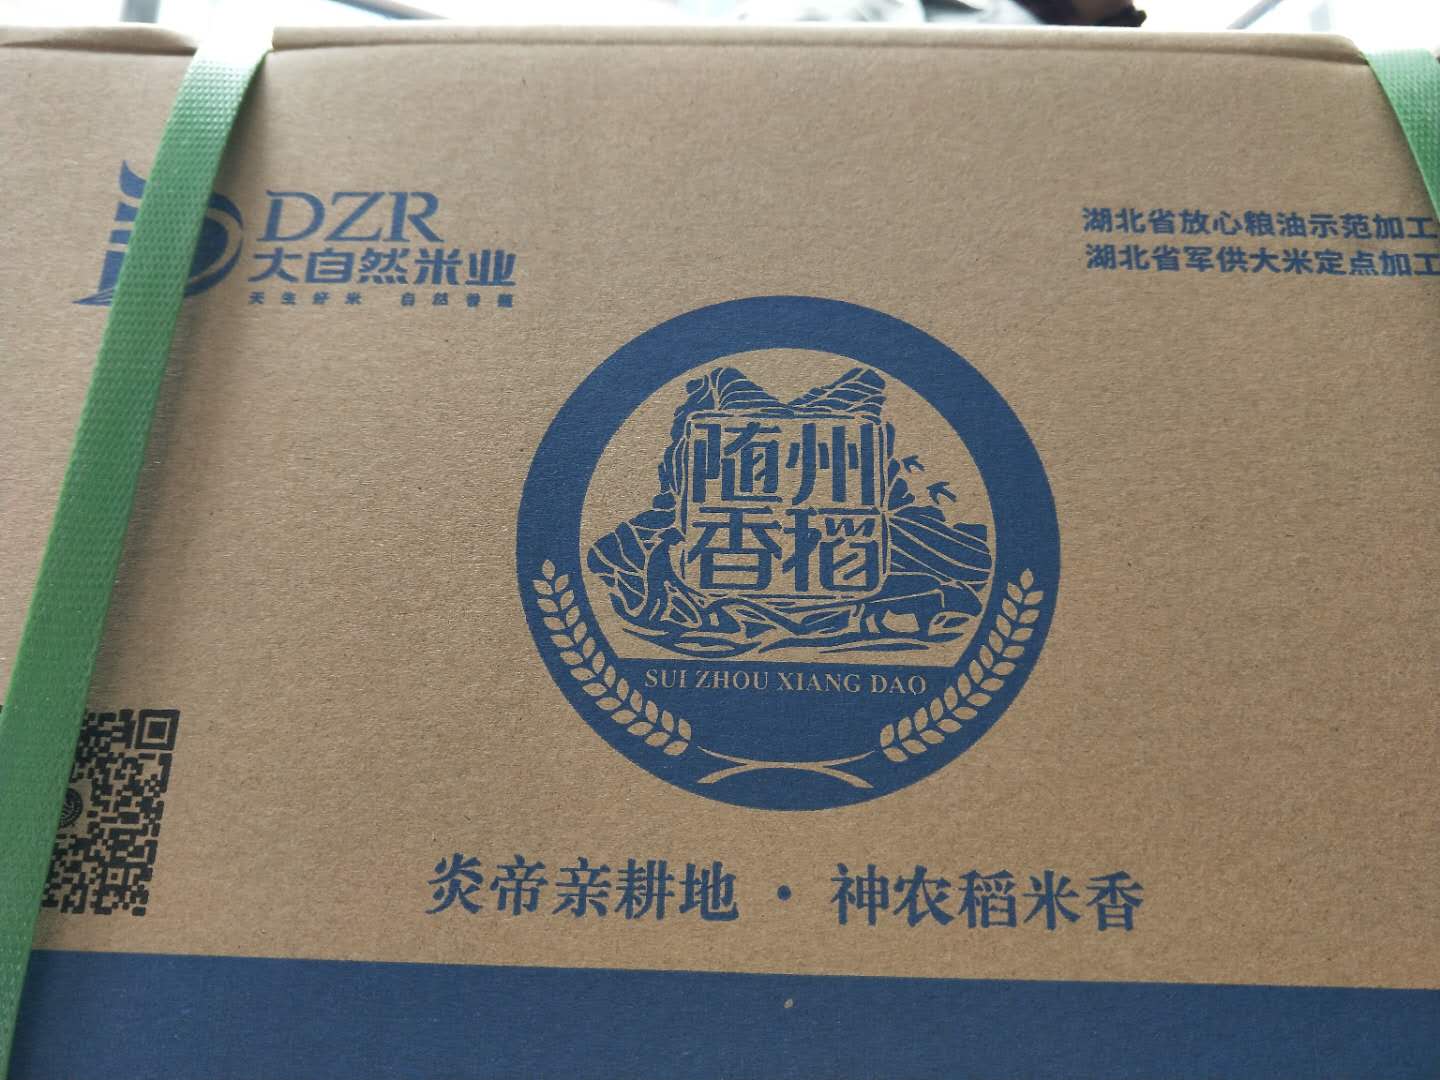 DZR
大自然米业
天生好米 自然香甄
湖北省放心粮油示范加工
湖北省军供大米定点加工
随州
香稻
SUI ZHOU XIANG DAO
炎帝亲耕地·神农稻米香